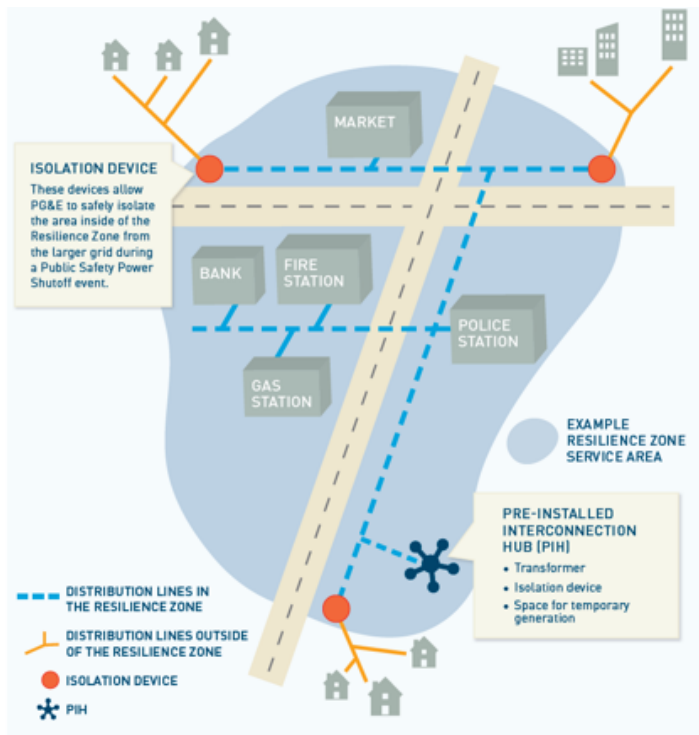 MARKET
ISOLATION DEVICE
These devices allow
PG&E to safely isolate
the area inside of the
Resilience Zone from
the larger grid during
a Public Safety Power
Shutoff event.
BANK
FIRE
STATION
POLICE
STATION
GAS
STATION
EXAMPLE
RESILIENCE ZONE
SERVICE AREA
PRE-INSTALLED
INTERCONNECTION
HUB (PIH)
• Transformer
• Isolation device
• Space for temporary
generation
DISTRIBUTION LINES IN
THE RESILIENCE ZONE
DISTRIBUTION LINES OUTSIDE
OF THE RESILIENCE ZONE
ISOLATION DEVICE
PIH